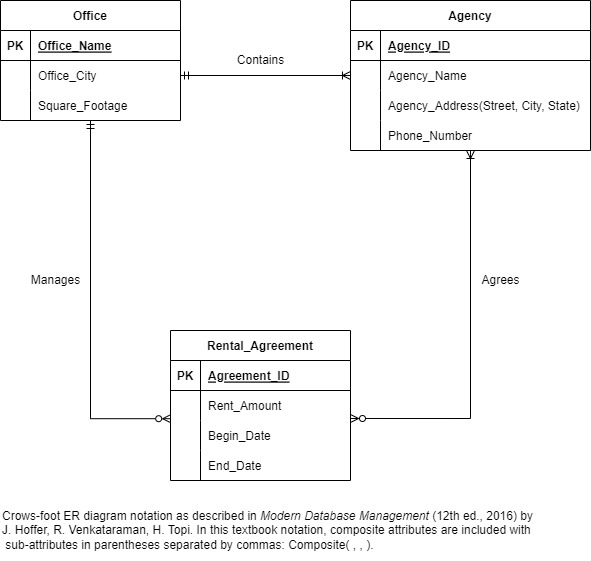 Office
PK Office_Name
Office_City
Square_Footage
Contains
Agency
PK Agency_ID
Agency_Name
Agency_Address(Street, City, State)
Phone_Number
Manages
Agrees
Rental_Agreement
PK Agreement_ID
Rent_Amount
Begin_Date
End_Date
Crows-foot ER diagram notation as described in Modern Database Management (12th ed., 2016) by
J. Hoffer, R. Venkataraman, H. Topi. In this textbook notation, composite attributes are included with
sub-attributes in parentheses separated by commas: Composite( , , ).